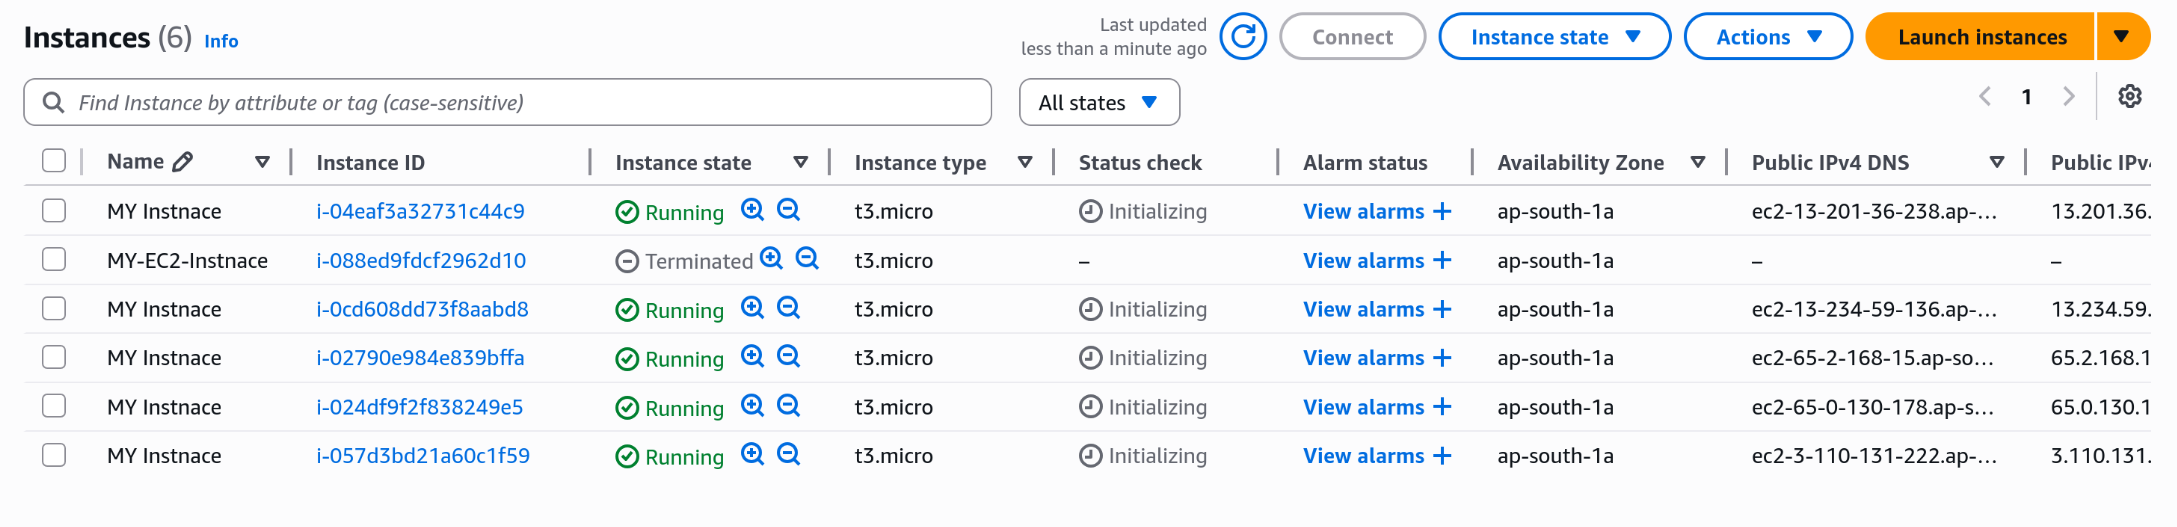 Instances (6) Info
Last updated
less than a minute ago
Connect
Instance state
Actions
Launch instances
Find Instance by attribute or tag (case-sensitive)
All states
1
Name Instance ID Instance state Instance type Status check Alarm status Availability Zone Public IPv4 DNS Public IPv4
MY Instnace i-04eaf3a32731c44c9 Running t3.micro Initializing View alarms + ap-south-1a ec2-13-201-36-238.ap-... 13.201.36.
MY-EC2-Instnace i-088ed9fdcf2962d10 Terminated t3.micro – View alarms + ap-south-1a – –
MY Instnace i-0cd608dd73f8aabd8 Running t3.micro Initializing View alarms + ap-south-1a ec2-13-234-59-136.ap-... 13.234.59.
MY Instnace i-02790e984e839bffa Running t3.micro Initializing View alarms + ap-south-1a ec2-65-2-168-15.ap-so... 65.2.168.1
MY Instnace i-024df9f2f838249e5 Running t3.micro Initializing View alarms + ap-south-1a ec2-65-0-130-178.ap-s... 65.0.130.1
MY Instnace i-057d3bd21a60c1f59 Running t3.micro Initializing View alarms + ap-south-1a ec2-3-110-131-222.ap-... 3.110.131.